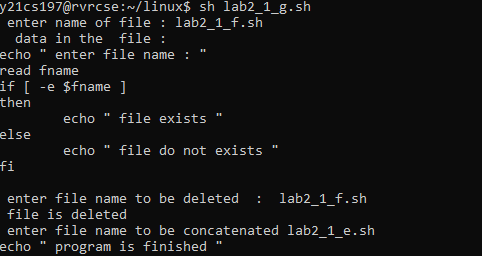 y21cs197@rvrcse:~/linux$ sh lab2_1_g.sh
enter name of file : lab2_1_f.sh
data in the  file :
echo " enter file name : "
read fname
if [ -e $fname ]
then
echo " file exists "
else
echo " file do not exists "
fi
enter file name to be deleted  :  lab2_1_f.sh
file is deleted
enter file name to be concatenated lab2_1_e.sh
echo " program is finished "